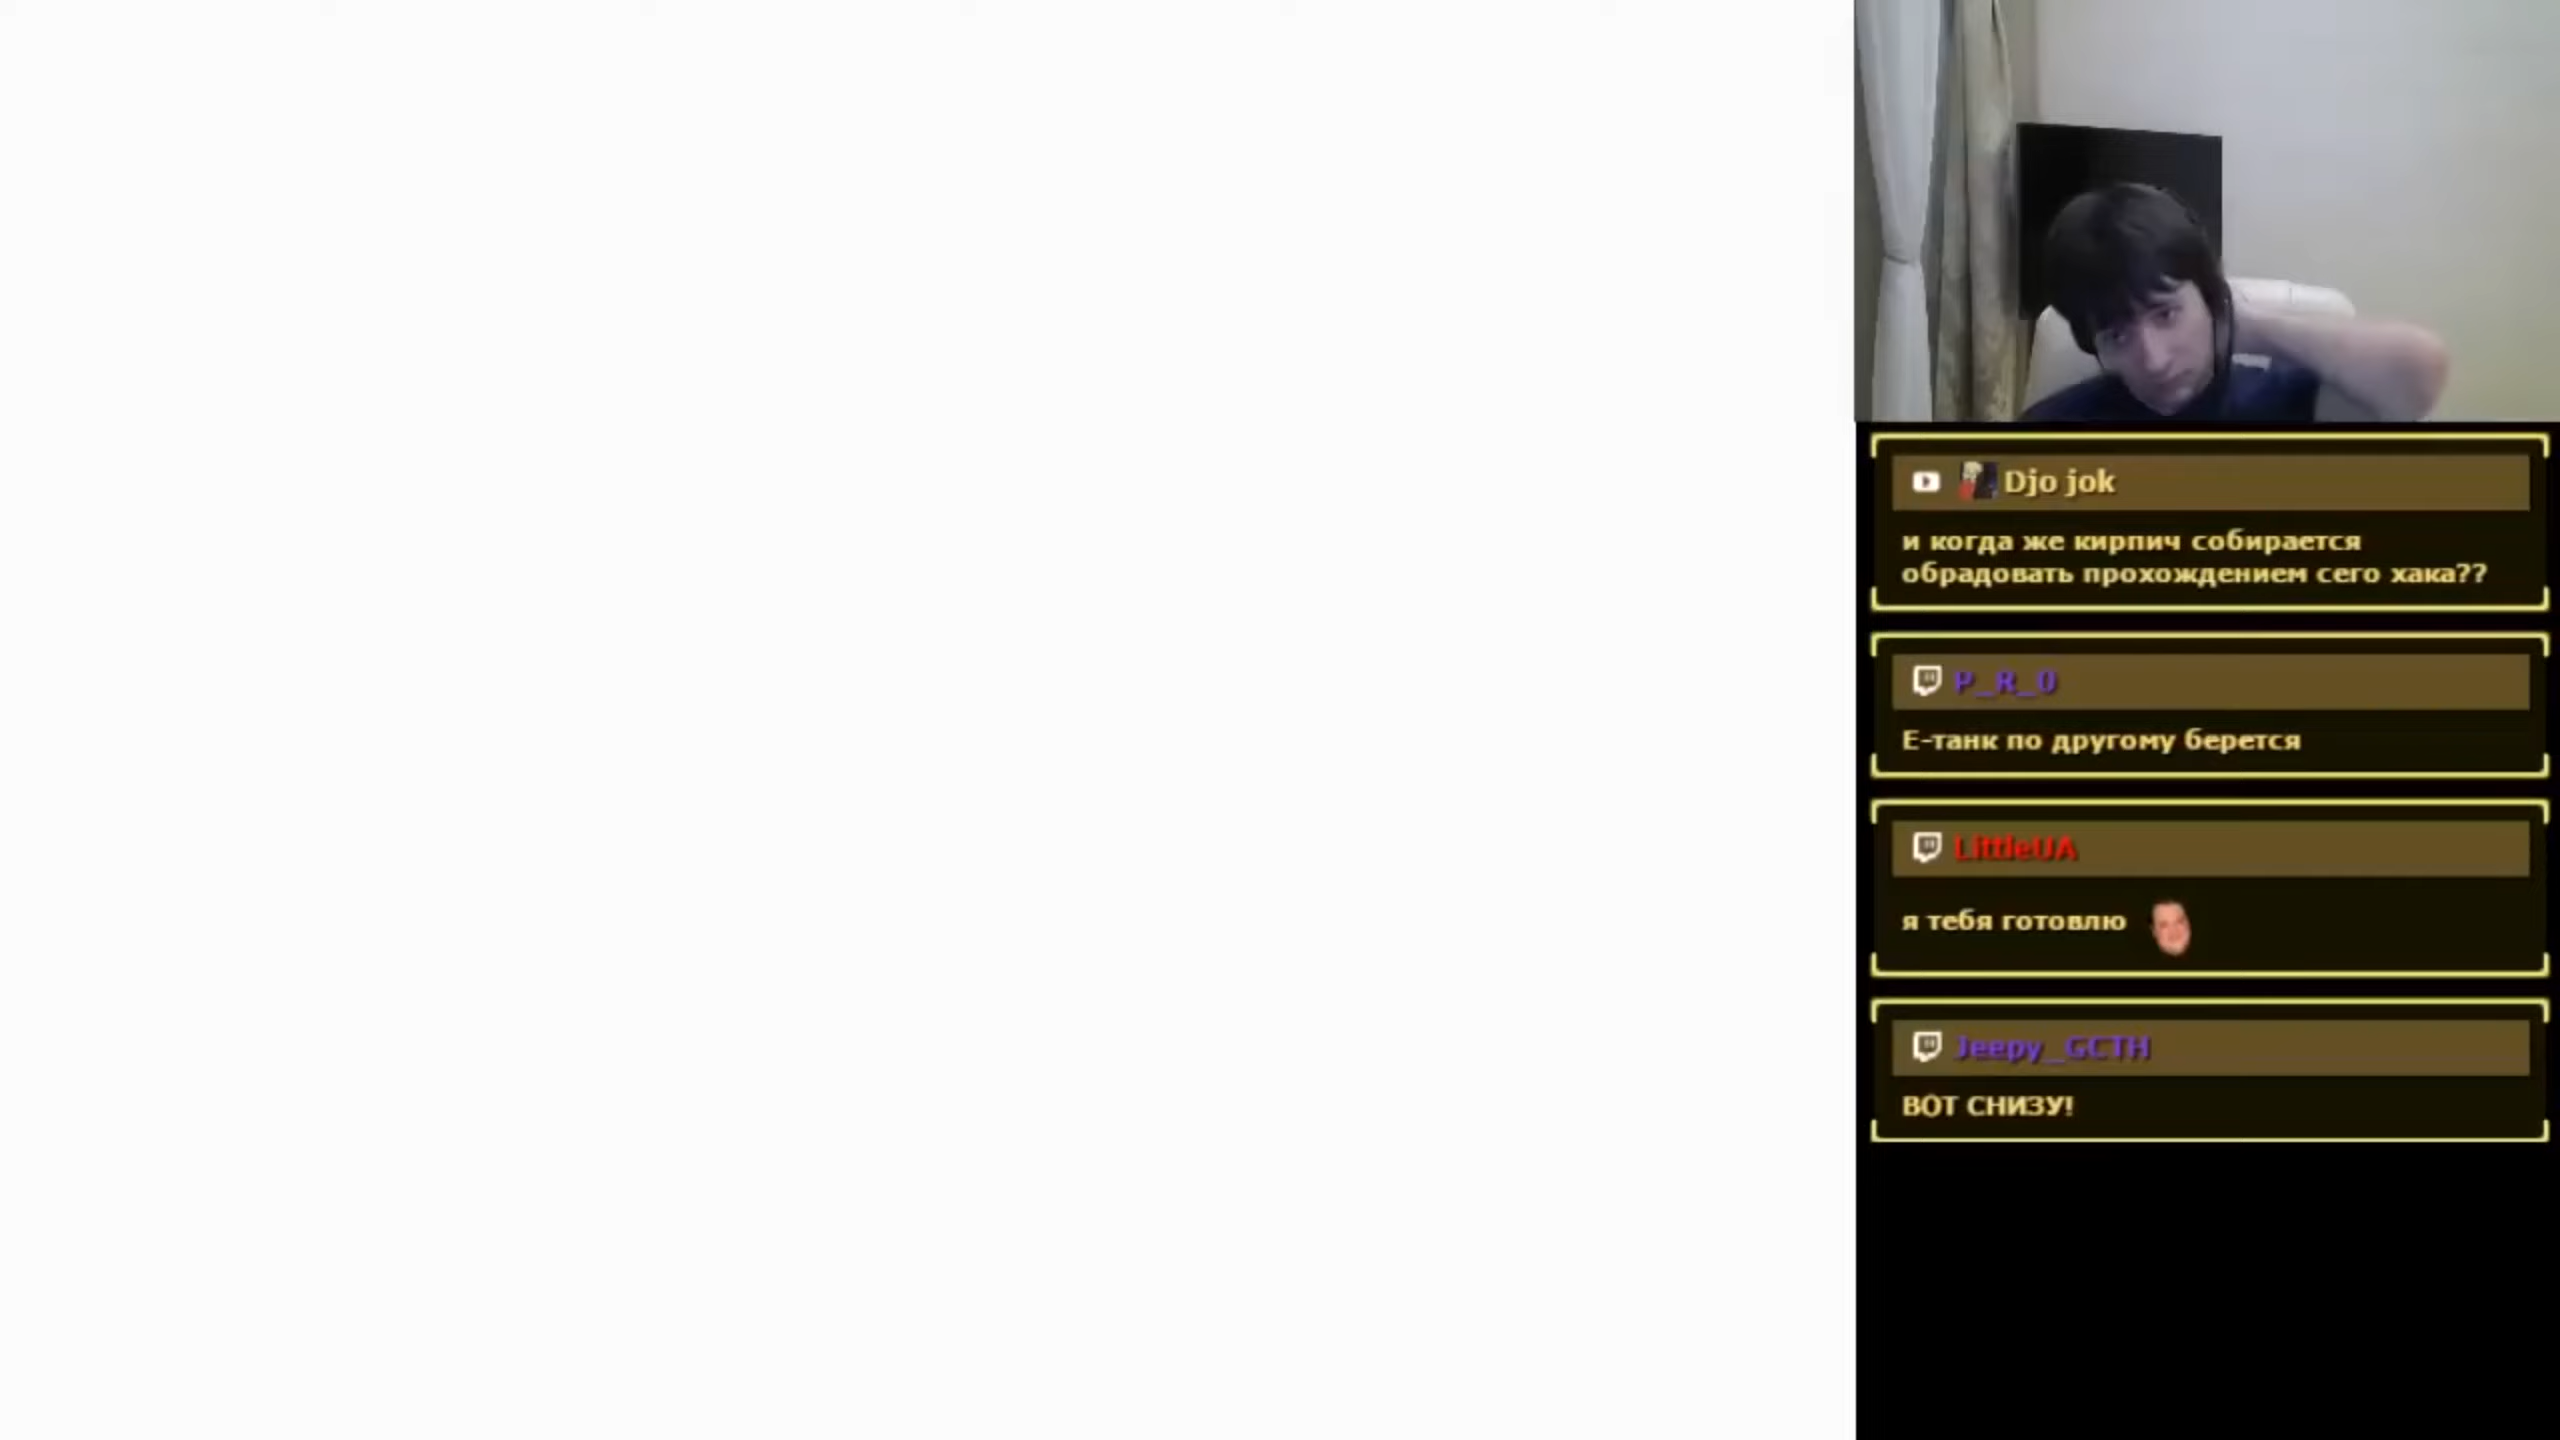 Djo jok
и когда же кирпич собирается
обрадовать прохождением сего хака??
P_R_0
Е-танк по другому берется
LittleUA
я тебя готовлю
Jeepy_GCTH
ВОТ СНИЗУ!